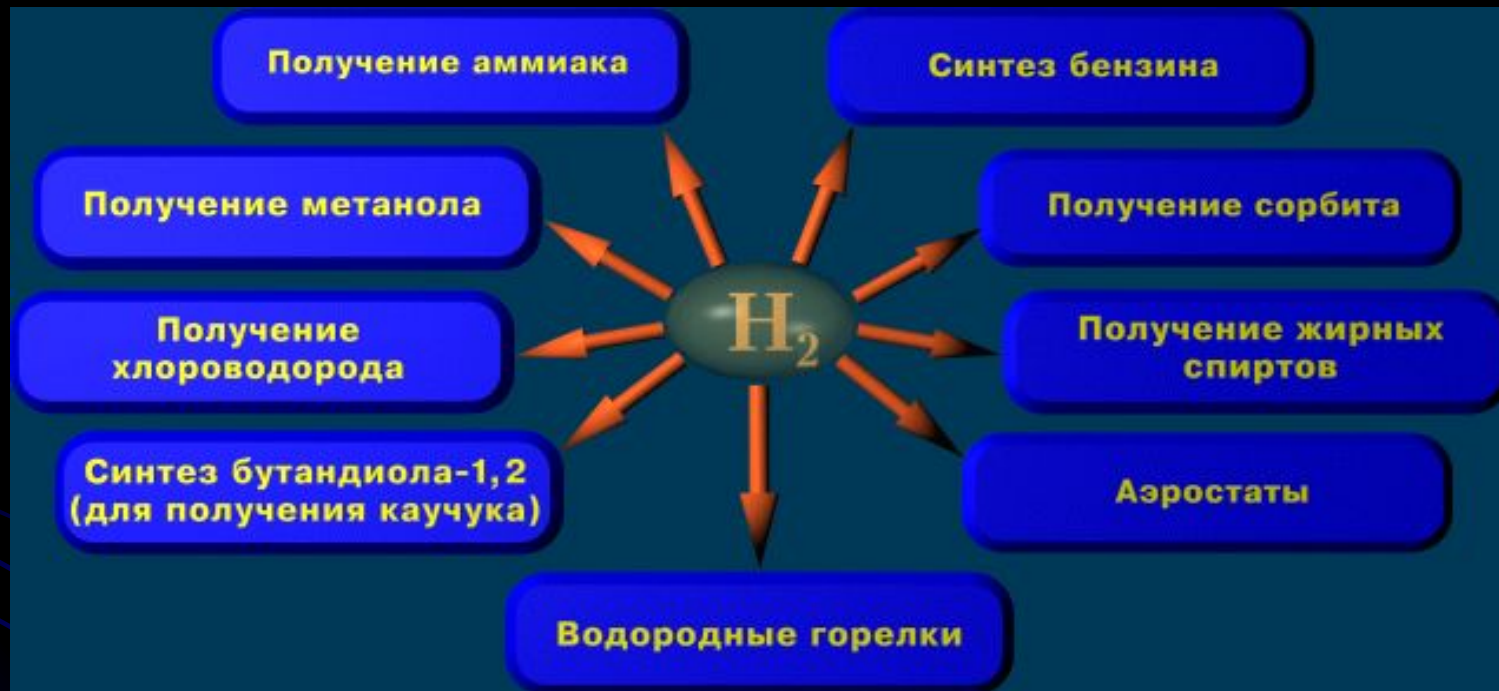 Получение аммиака
Синтез бензина
Получение метанола
Получение сорбита
Получение
хлороводорода
H₂
Получение жирных
спиртов
Синтез бутандиола-1,2
(для получения каучука)
Аэростаты
Водородные горелки